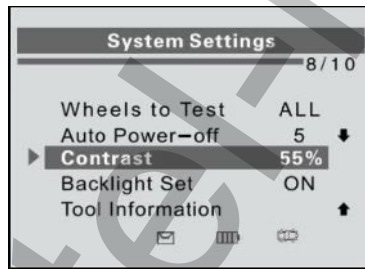 System Settings
8/10
Wheels to Test ALL
Auto Power-off 5
Contrast 55%
Backlight Set ON
Tool Information